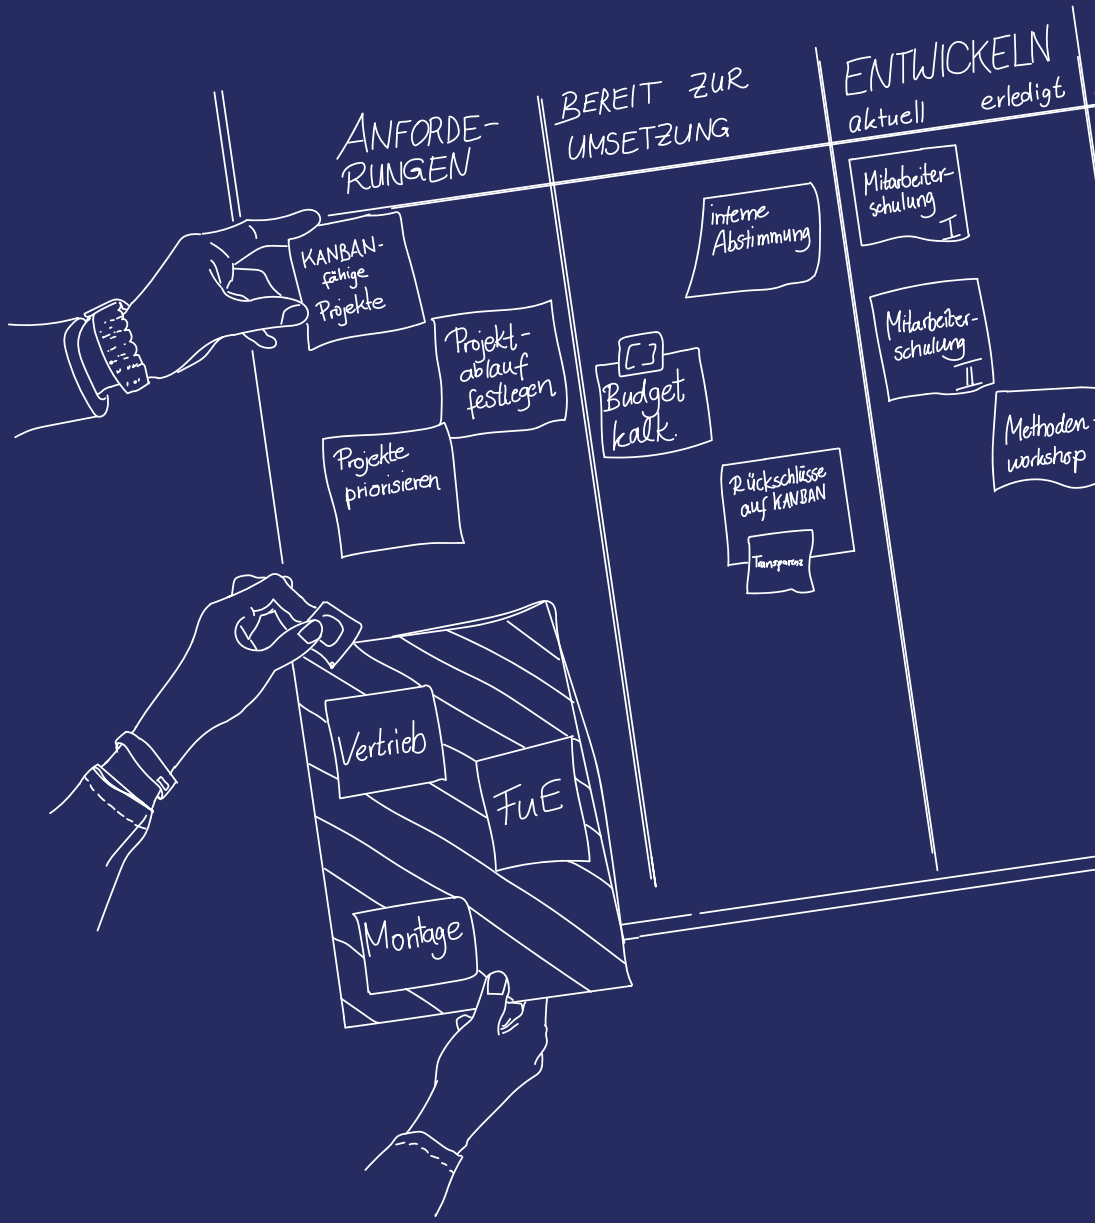 ANFORDE-
RUNGEN
BEREIT ZUR
UMSETZUNG
ENTWICKELN
aktuell erledigt
KANBAN-
fähige
Projekte
Projekt-
ablauf
festlegen
Projekte
priorisieren
interne
Abstimmung
Budget
kalk.
Rückschlüsse
auf KANBAN
Transparenz
Mitarbeiter-
schulung
I
Mitarbeiter-
schulung
II
Methoden-
workshop
Vertrieb
FuE
Montage